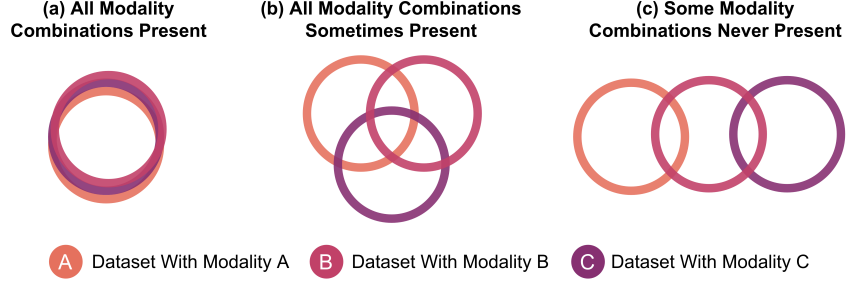 (a) All Modality
Combinations Present
(b) All Modality Combinations
Sometimes Present
(c) Some Modality
Combinations Never Present
A Dataset With Modality A
B Dataset With Modality B
C Dataset With Modality C